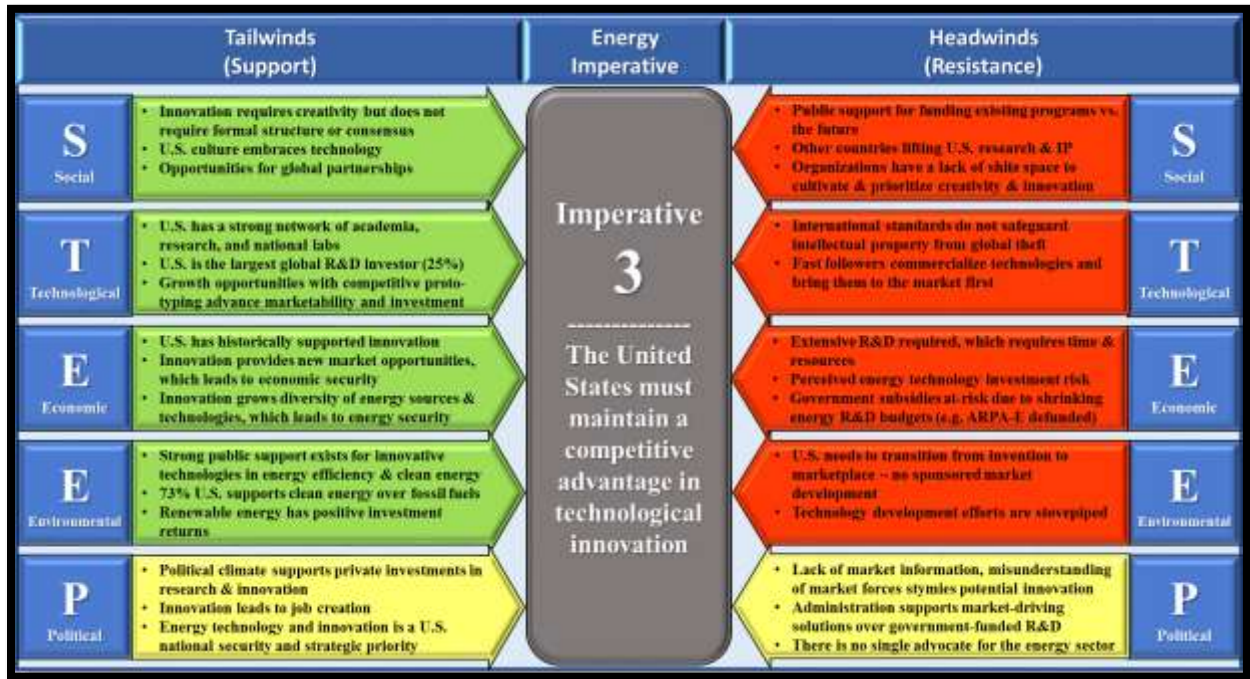 Tailwinds
(Support)
Energy
Imperative
Headwinds
(Resistance)
S
Social
• Innovation requires creativity but does not
require formal structure or consensus
• U.S. culture embraces technology
• Opportunities for global partnerships
T
Technological
• U.S. has a strong network of academia,
research, and national labs
• U.S. is the largest global R&D investor (25%)
• Growth opportunities with competitive proto-
typing advance marketability and investment
E
Economic
• U.S. has historically supported innovation
• Innovation provides new market opportunities,
which leads to economic security
• Innovation grows diversity of energy sources &
technologies, which leads to energy security
E
Environmental
• Strong public support exists for innovative
technologies in energy efficiency & clean energy
• 73% U.S. supports clean energy over fossil fuels
• Renewable energy has positive investment
returns
P
Political
• Political climate supports private investments in
research & innovation
• Innovation leads to job creation
• Energy technology and innovation is a U.S.
national security and strategic priority
Imperative
3
--------------
The United
States must
maintain a
competitive
advantage in
technological
innovation
• Public support for funding existing programs vs.
the future
• Other countries lifting U.S. research & IP
• Organizations have a lack of shite space to
cultivate & prioritize creativity & innovation
S
Social
• International standards do not safeguard
intellectual property from global theft
• Fast followers commercialize technologies and
bring them to the market first
T
Technological
• Extensive R&D required, which requires time &
resources
• Perceived energy technology investment risk
• Government subsidies at-risk due to shrinking
energy R&D budgets (e.g. ARPA-E defunded)
E
Economic
• U.S. needs to transition from invention to
marketplace – no sponsored market
development
• Technology development efforts are stovepiped
E
Environmental
• Lack of market information, misunderstanding
of market forces stymies potential innovation
• Administration supports market-driving
solutions over government-funded R&D
• There is no single advocate for the energy sector
P
Political